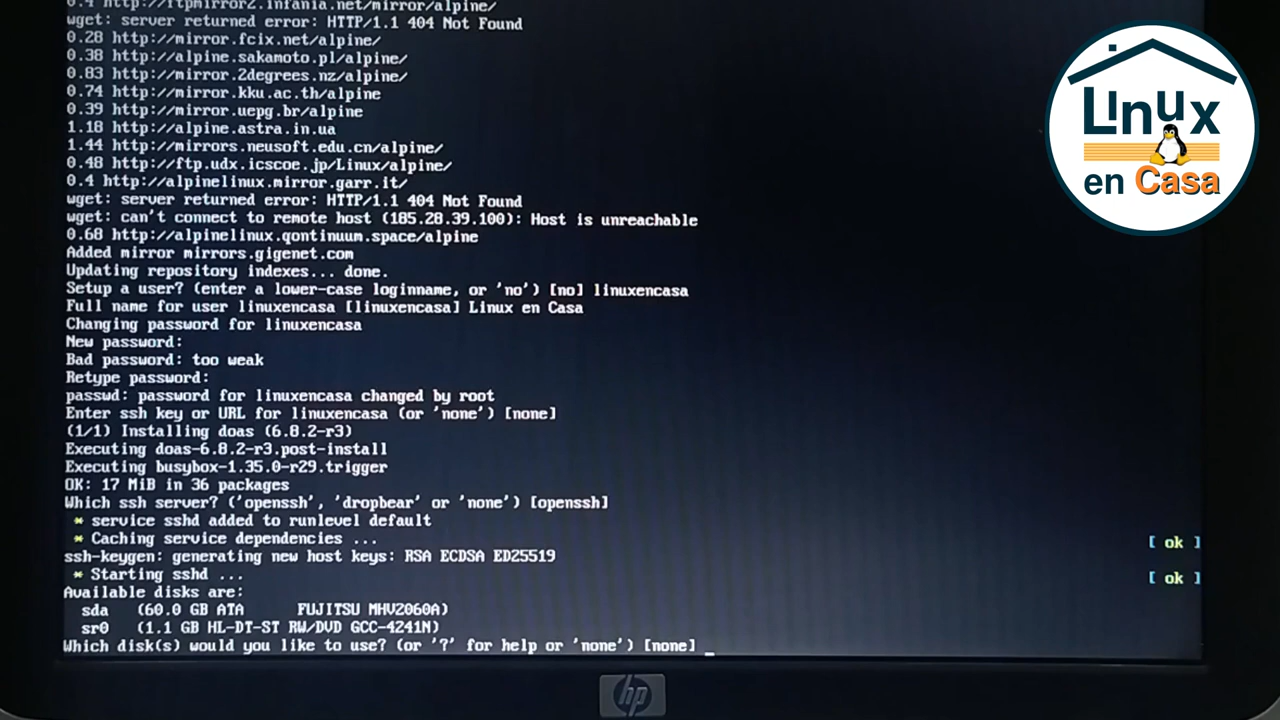 0.4 http://ftpmirror2.infania.net/mirror/alpine/
wget: server returned error: HTTP/1.1 404 Not Found
0.28 http://mirror.fcix.net/alpine/
0.38 http://alpine.sakamoto.pl/alpine/
0.83 http://mirror.2degrees.nz/alpine/
0.74 http://mirror.kku.ac.th/alpine
0.39 http://mirror.uepg.br/alpine
1.18 http://alpine.astra.in.ua
1.44 http://mirrors.neusoft.edu.cn/alpine/
0.48 http://ftp.udx.icscoe.jp/Linux/alpine/
0.4 http://alpinelinux.mirror.garr.it/
wget: server returned error: HTTP/1.1 404 Not Found
wget: can't connect to remote host (185.28.39.100): Host is unreachable
0.68 http://alpinelinux.qontinuum.space/alpine
Added mirror mirrors.gigenet.com
Updating repository indexes... done.
Setup a user? (enter a lower-case loginname, or 'no') [no] linuxencasa
Full name for user linuxencasa [linuxencasa] Linux en Casa
Changing password for linuxencasa
New password:
Bad password: too weak
Retype password:
passwd: password for linuxencasa changed by root
Enter ssh key or URL for linuxencasa (or 'none') [none]
(1/1) Installing doas (6.8.2-r3)
Executing doas-6.8.2-r3.post-install
Executing busybox-1.35.0-r29.trigger
OK: 17 MiB in 36 packages
Which ssh server? ('openssh', 'dropbear' or 'none') [openssh]
* service sshd added to runlevel default
* Caching service dependencies ... [ ok ]
ssh-keygen: generating new host keys: RSA ECDSA ED25519
* Starting sshd ... [ ok ]
Available disks are:
sda (60.0 GB ATA FUJITSU MHV2060A)
sr0 (1.1 GB HL-DT-ST RW/DVD GCC-4241N)
Which disk(s) would you like to use? (or '?' for help or 'none') [none] _
Linux
en Casa
hp